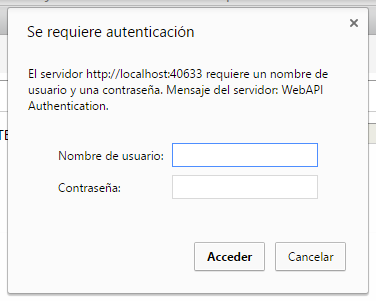 Se requiere autenticación
El servidor http://localhost:40633 requiere un nombre de
usuario y una contraseña. Mensaje del servidor: WebAPI
Authentication.
TE
Nombre de usuario:
Contraseña:
Acceder Cancelar